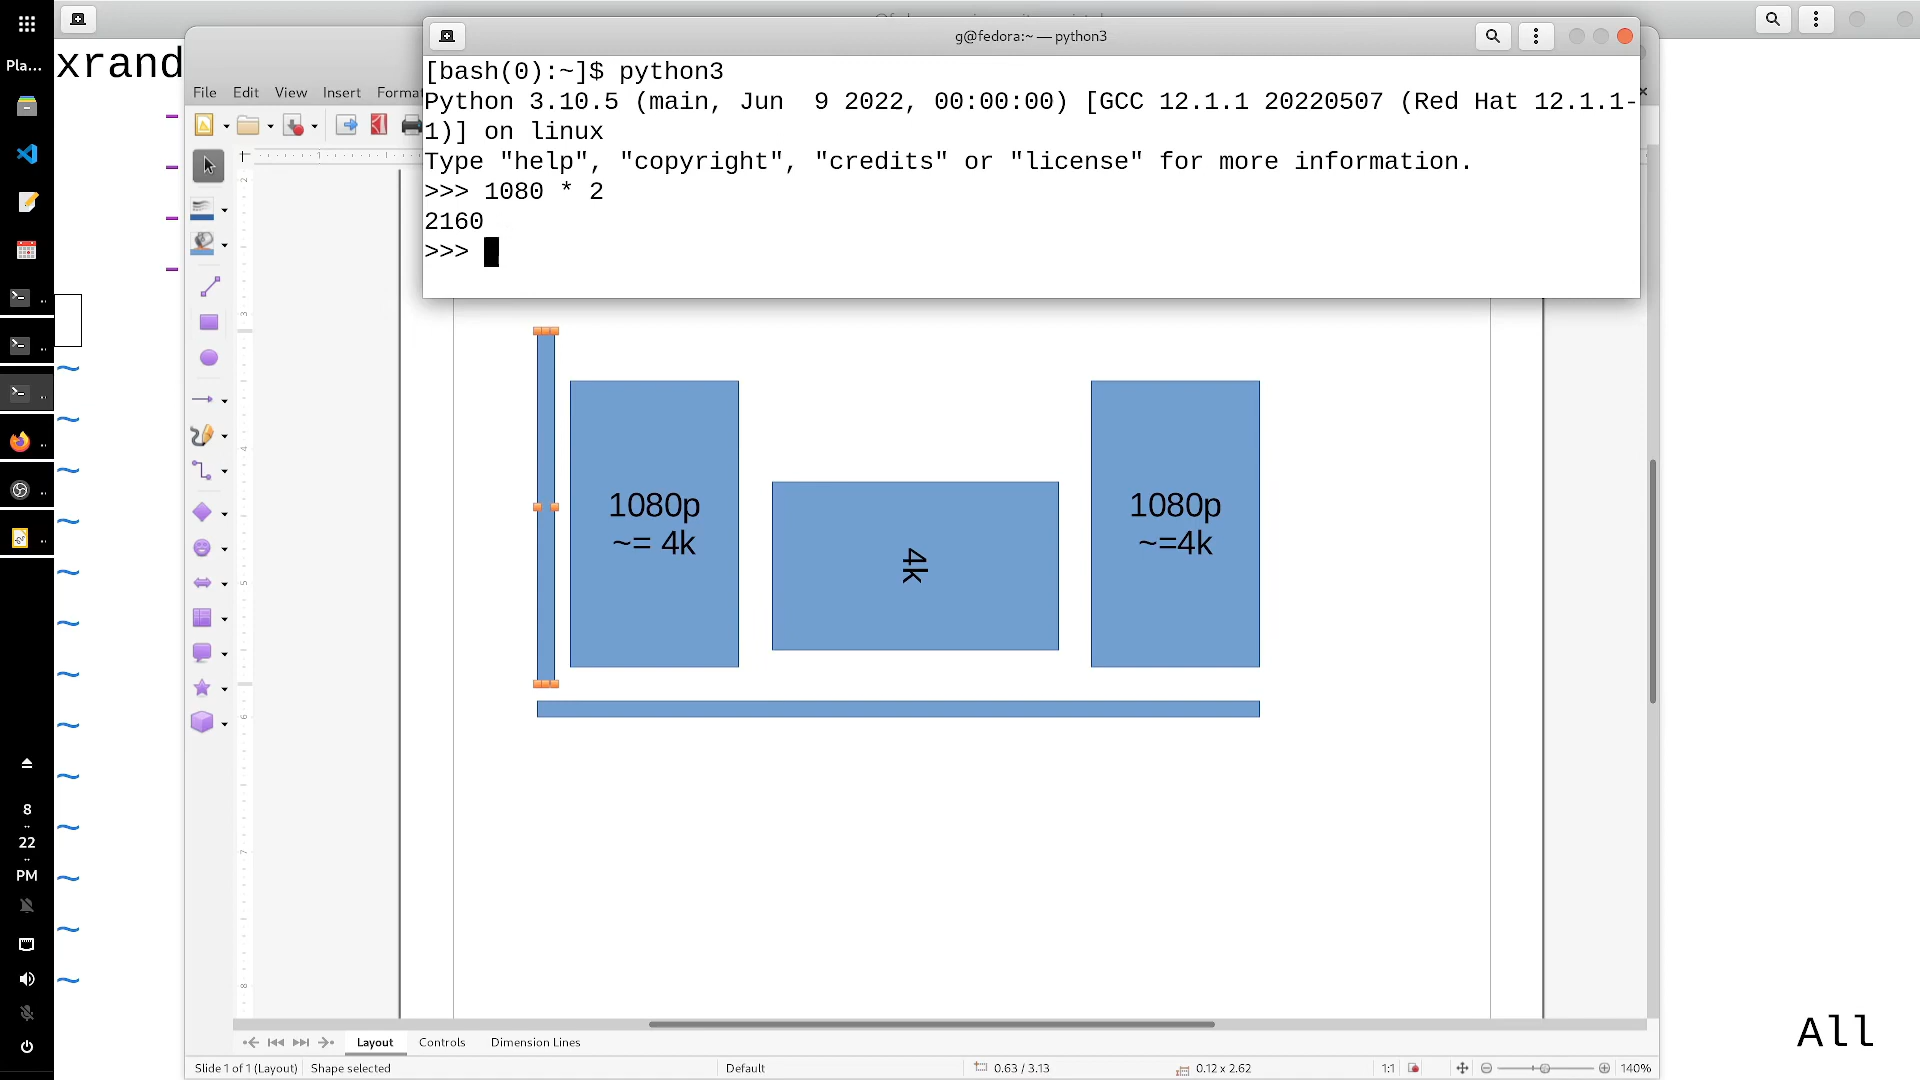 Pla...
xrand
g@fedora:~ — python3
[bash(0):~]$ python3
Python 3.10.5 (main, Jun  9 2022, 00:00:00) [GCC 12.1.1 20220507 (Red Hat 12.1.1-
1)] on linux
Type "help", "copyright", "credits" or "license" for more information.
>>> 1080 * 2
2160
>>>
File Edit View Insert Forma
1080p
~= 4k
4k
1080p
~=4k
8
22
PM
All
Layout Controls Dimension Lines
Slide 1 of 1 (Layout) Shape selected Default 0.63 / 3.13 0.12 x 2.62 1:1 140%